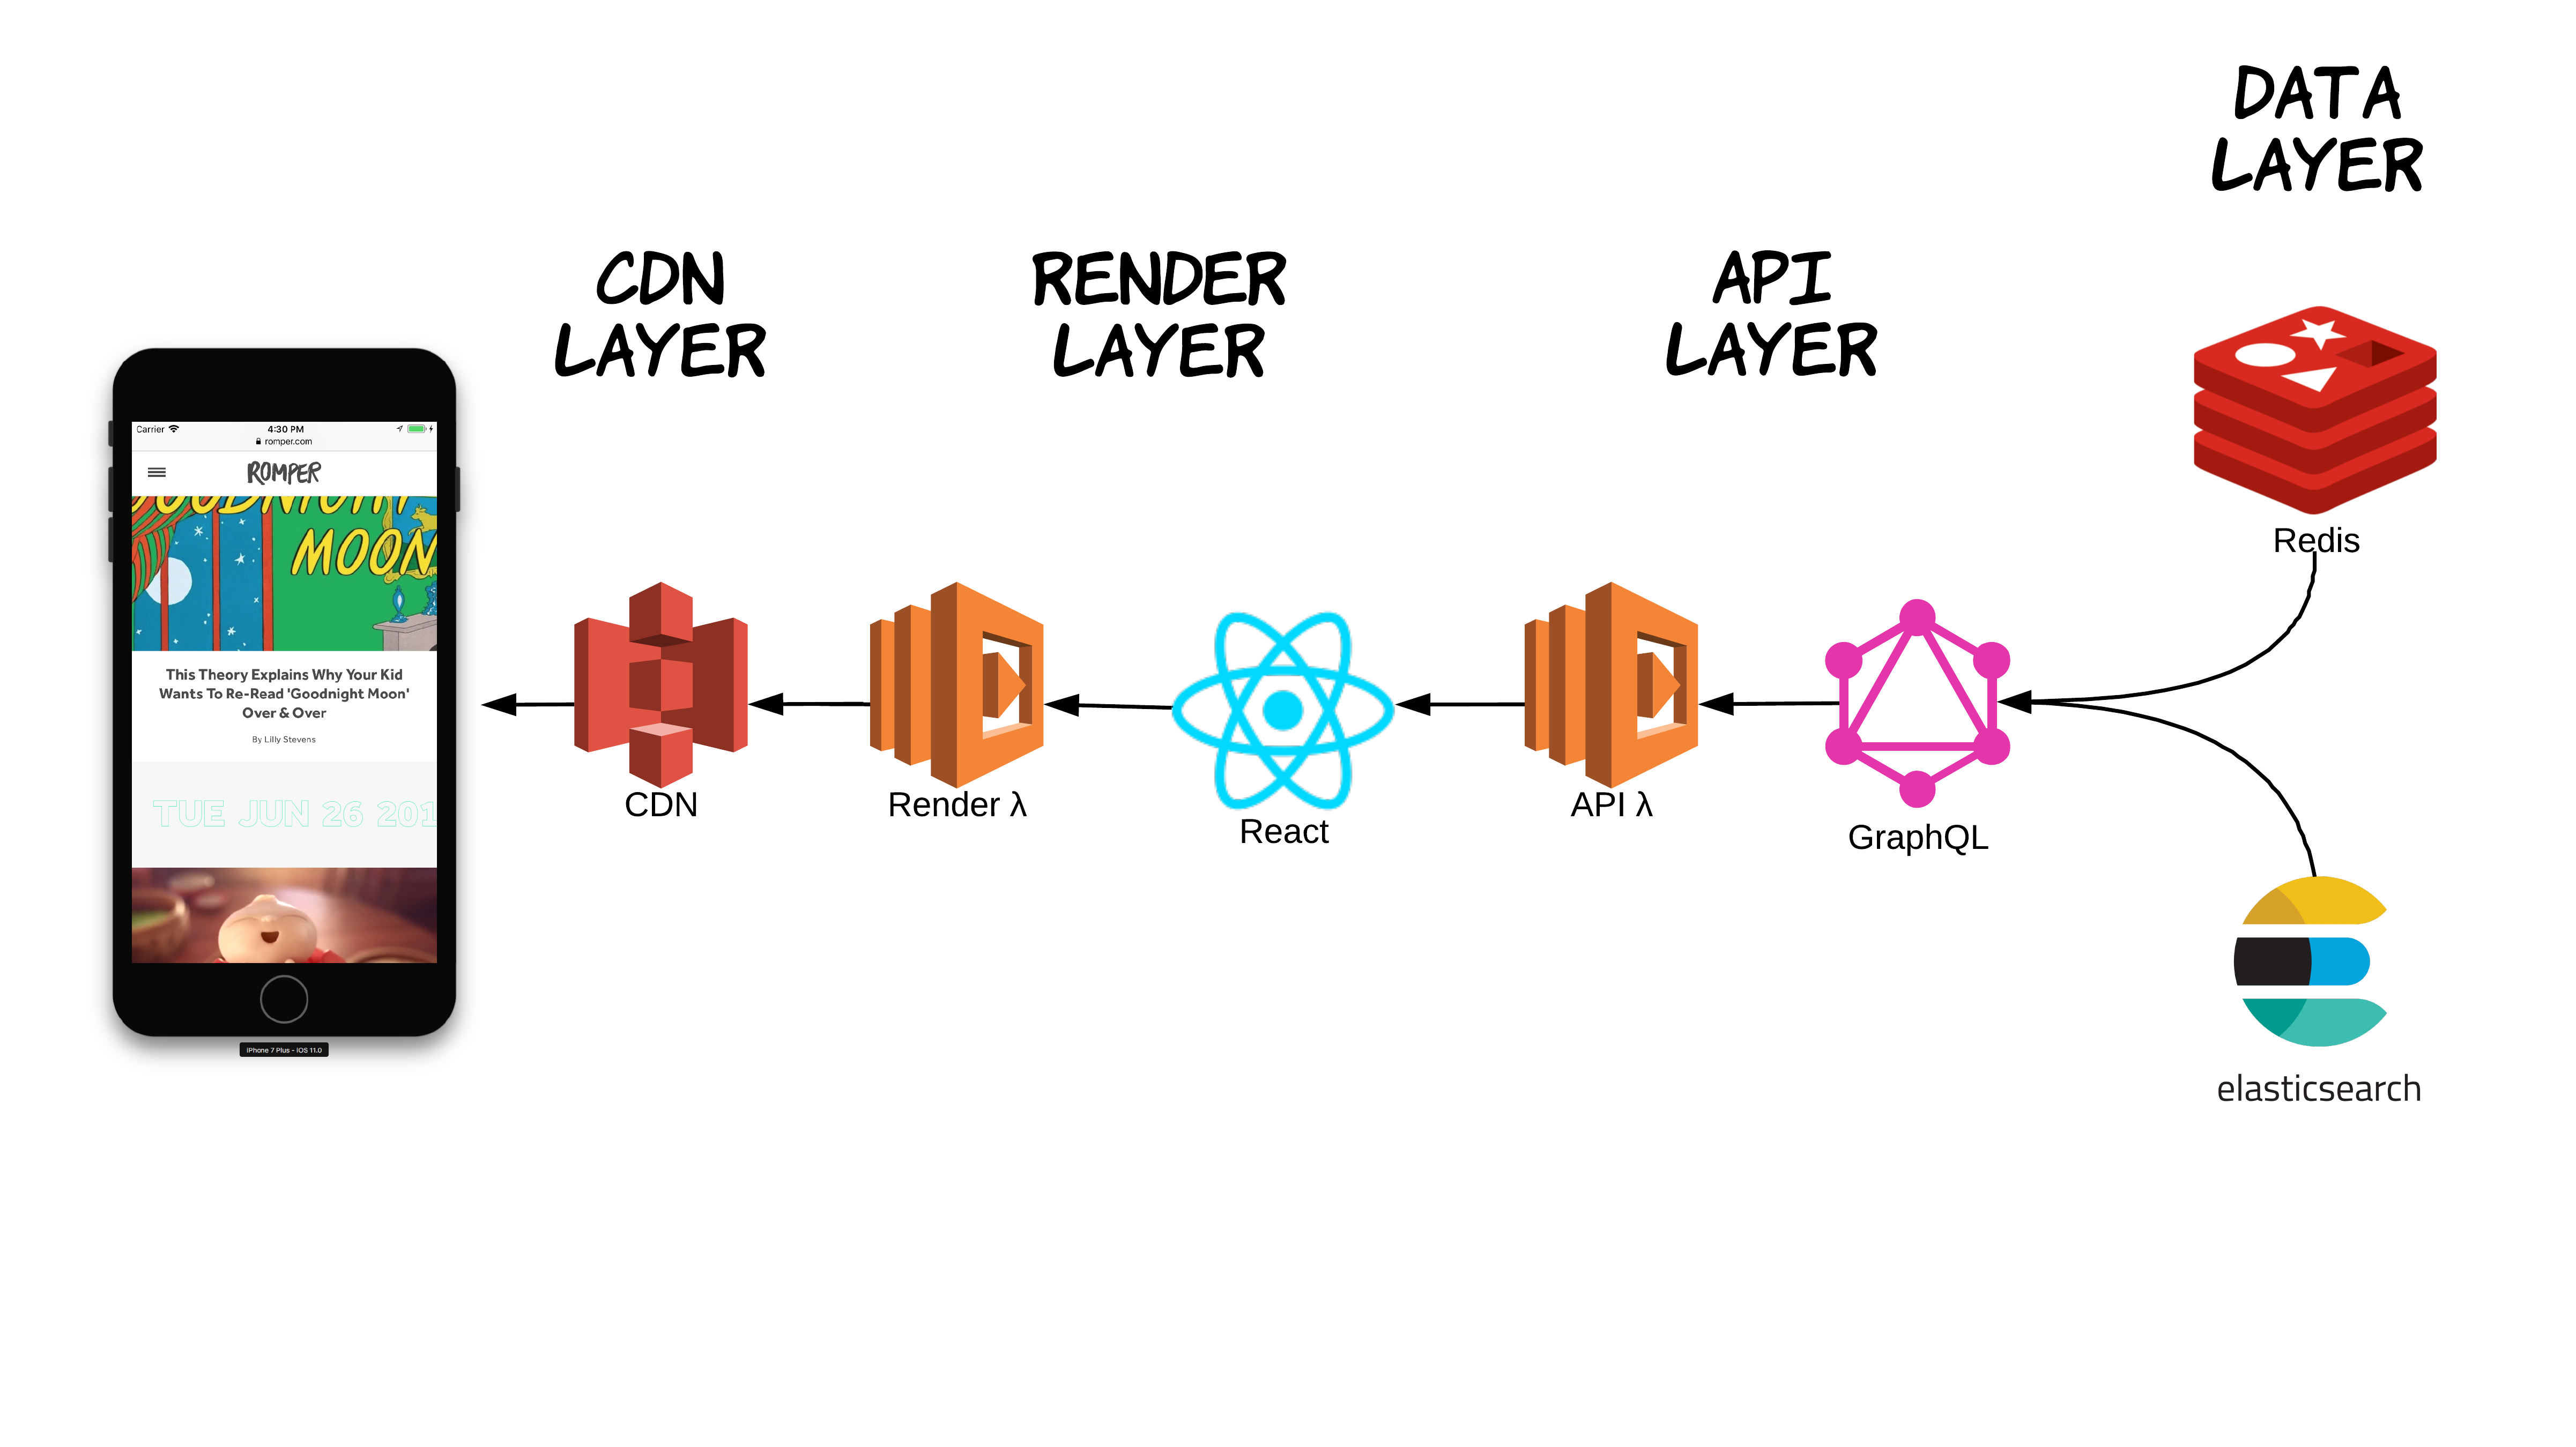 DATA
LAYER
CDN
LAYER
RENDER
LAYER
API
LAYER
Carrier
4:30 PM
romper.com
ROMPER
GOODNIGHT
MOON
This Theory Explains Why Your Kid
Wants To Re-Read 'Goodnight Moon'
Over & Over
By Lilly Stevens
TUE JUN 26 201
iPhone 7 Plus - iOS 11.0
CDN
Render λ
React
API λ
GraphQL
Redis
elasticsearch